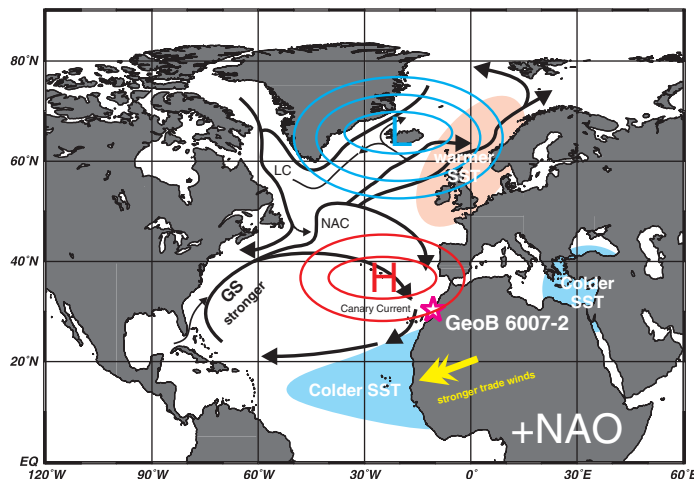 80°N
60°N
40°N
20°N
EQ
120°W
90°W
60°W
30°W
0°
30°E
60°E
L
warmer
SST
LC
NAC
H
GS
stronger
Canary Current
Colder
SST
GeoB 6007-2
Colder SST
stronger trade winds
+NAO